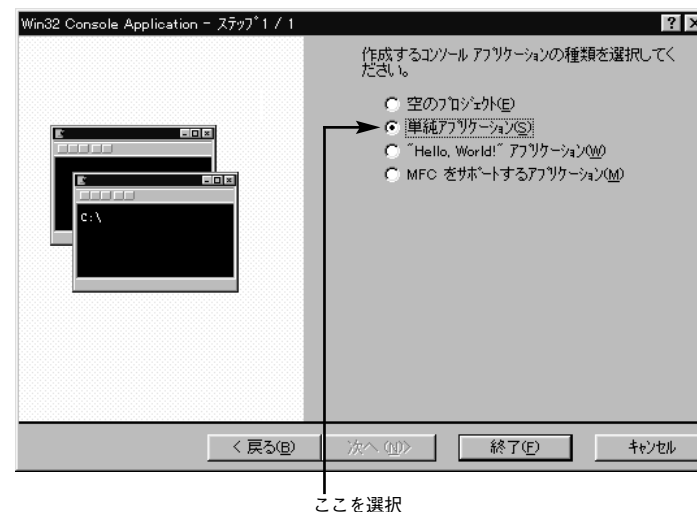 Win32 Console Application - ステップ 1 / 1
作成するコンソール アプリケーションの種類を選択してく
ださい。
空のプロジェクト(E)
単純アプリケーション(S)
"Hello, World!" アプリケーション(W)
MFC をサポートするアプリケーション(M)
C:\
< 戻る(B)
次へ (N)>
終了(F)
キャンセル
ここを選択